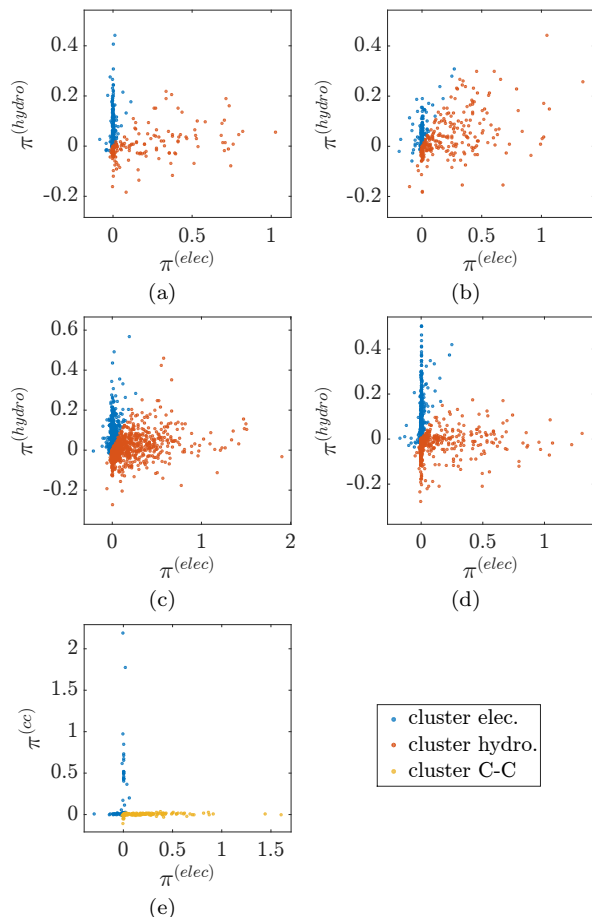 0.4
0.2
0
-0.2
π^(hydro)
0 0.5 1
π^(elec)
(a)
0.4
0.2
0
-0.2
π^(hydro)
0 0.5 1
π^(elec)
(b)
0.6
0.4
0.2
0
-0.2
π^(hydro)
0 1 2
π^(elec)
(c)
0.4
0.2
0
-0.2
π^(hydro)
0 0.5 1
π^(elec)
(d)
2
1.5
1
0.5
0
π^(cc)
0 0.5 1 1.5
π^(elec)
(e)
cluster elec.
cluster hydro.
cluster C-C